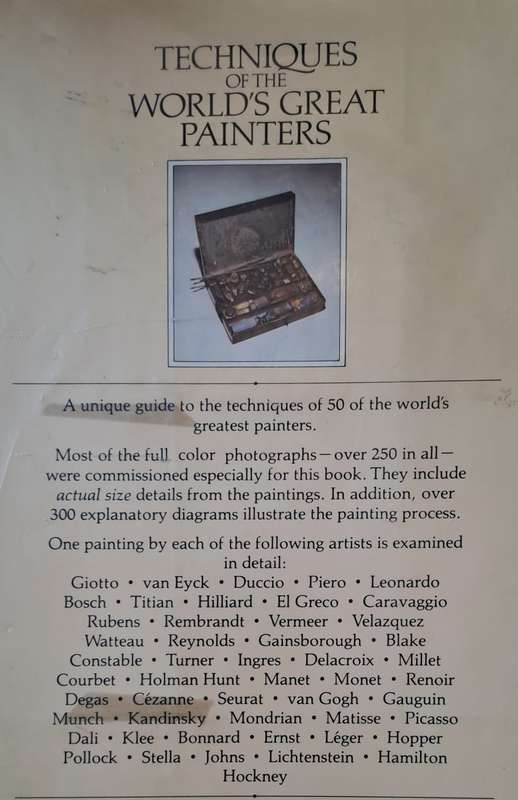 TECHNIQUES
OF THE
WORLD'S GREAT
PAINTERS
A unique guide to the techniques of 50 of the world's
greatest painters.
Most of the full color photographs—over 250 in all—
were commissioned especially for this book. They include
actual size details from the paintings. In addition, over
300 explanatory diagrams illustrate the painting process.
One painting by each of the following artists is examined
in detail:
Giotto • van Eyck • Duccio • Piero • Leonardo
Bosch • Titian • Hilliard • El Greco • Caravaggio
Rubens • Rembrandt • Vermeer • Velazquez
Watteau • Reynolds • Gainsborough • Blake
Constable • Turner • Ingres • Delacroix • Millet
Courbet • Holman Hunt • Manet • Monet • Renoir
Degas • Cézanne • Seurat • van Gogh • Gauguin
Munch • Kandinsky • Mondrian • Matisse • Picasso
Dali • Klee • Bonnard • Ernst • Léger • Hopper
Pollock • Stella • Johns • Lichtenstein • Hamilton
Hockney